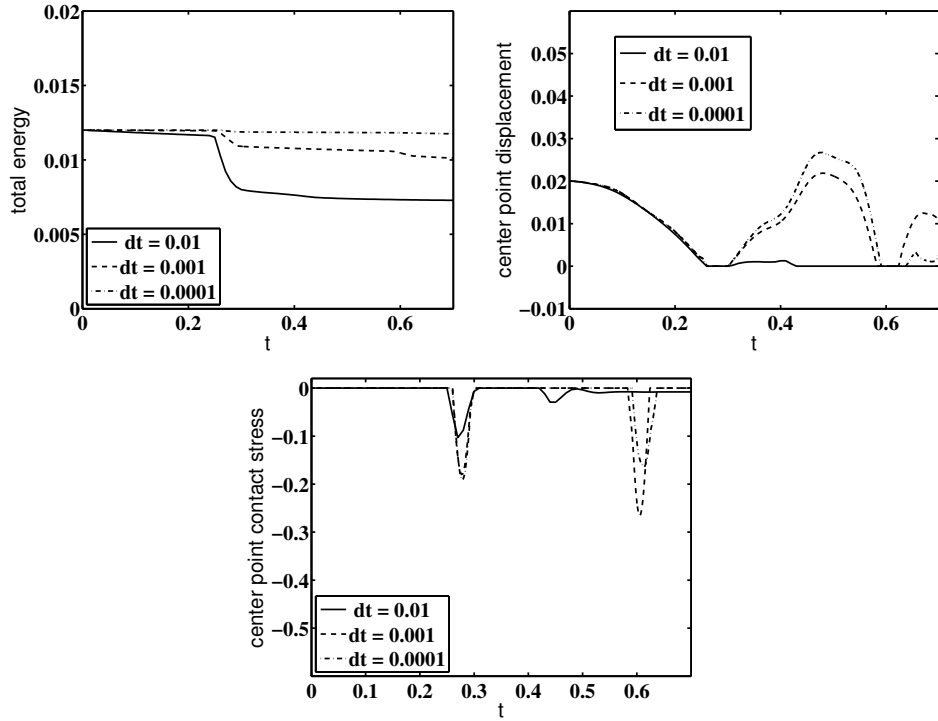 0.02
0.015
0.01
0.005
0
total energy
dt = 0.01
dt = 0.001
dt = 0.0001
0 0.2 0.4 0.6
t
0.05
0.04
0.03
0.02
0.01
0
−0.01
center point displacement
dt = 0.01
dt = 0.001
dt = 0.0001
0 0.2 0.4 0.6
t
0
−0.1
−0.2
−0.3
−0.4
−0.5
center point contact stress
dt = 0.01
dt = 0.001
dt = 0.0001
0 0.1 0.2 0.3 0.4 0.5 0.6
t